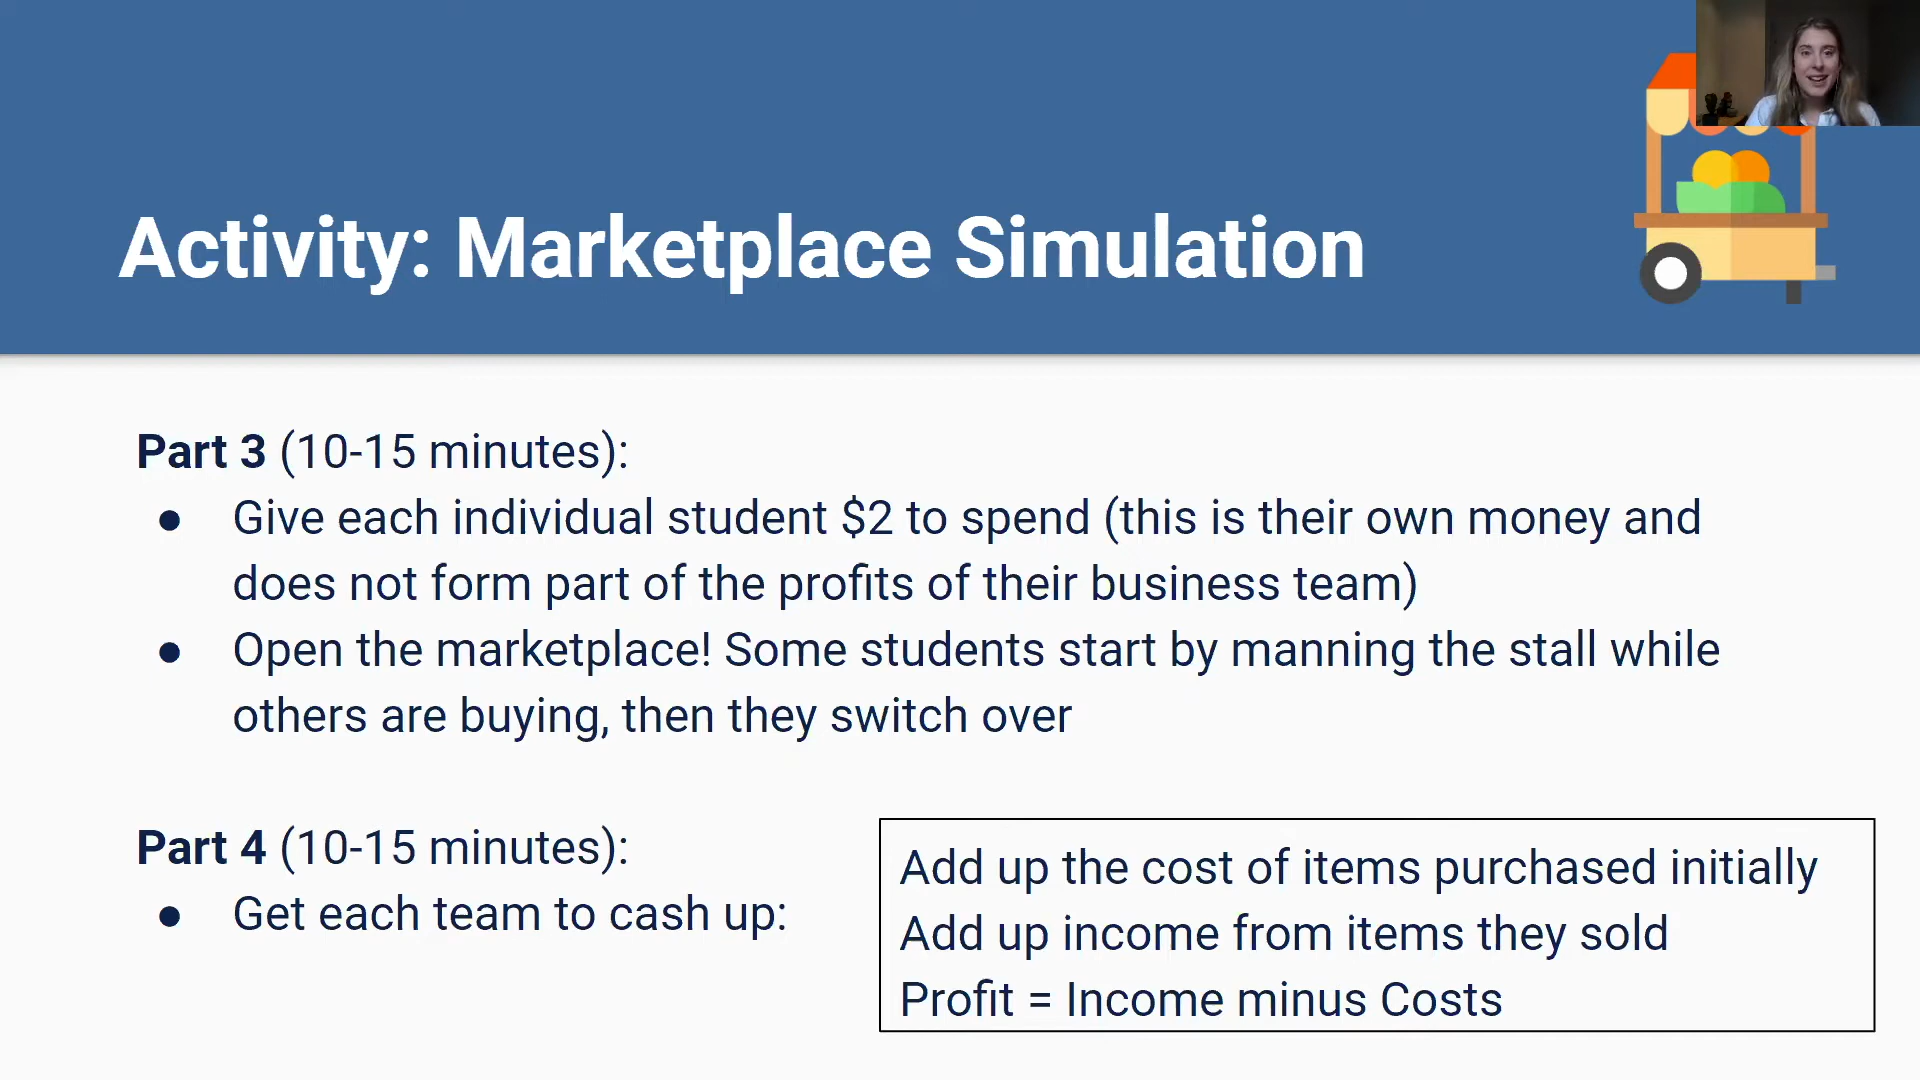 Activity: Marketplace Simulation
Part 3 (10-15 minutes):
● Give each individual student $2 to spend (this is their own money and
does not form part of the profits of their business team)
● Open the marketplace! Some students start by manning the stall while
others are buying, then they switch over
Part 4 (10-15 minutes):
● Get each team to cash up:
Add up the cost of items purchased initially
Add up income from items they sold
Profit = Income minus Costs